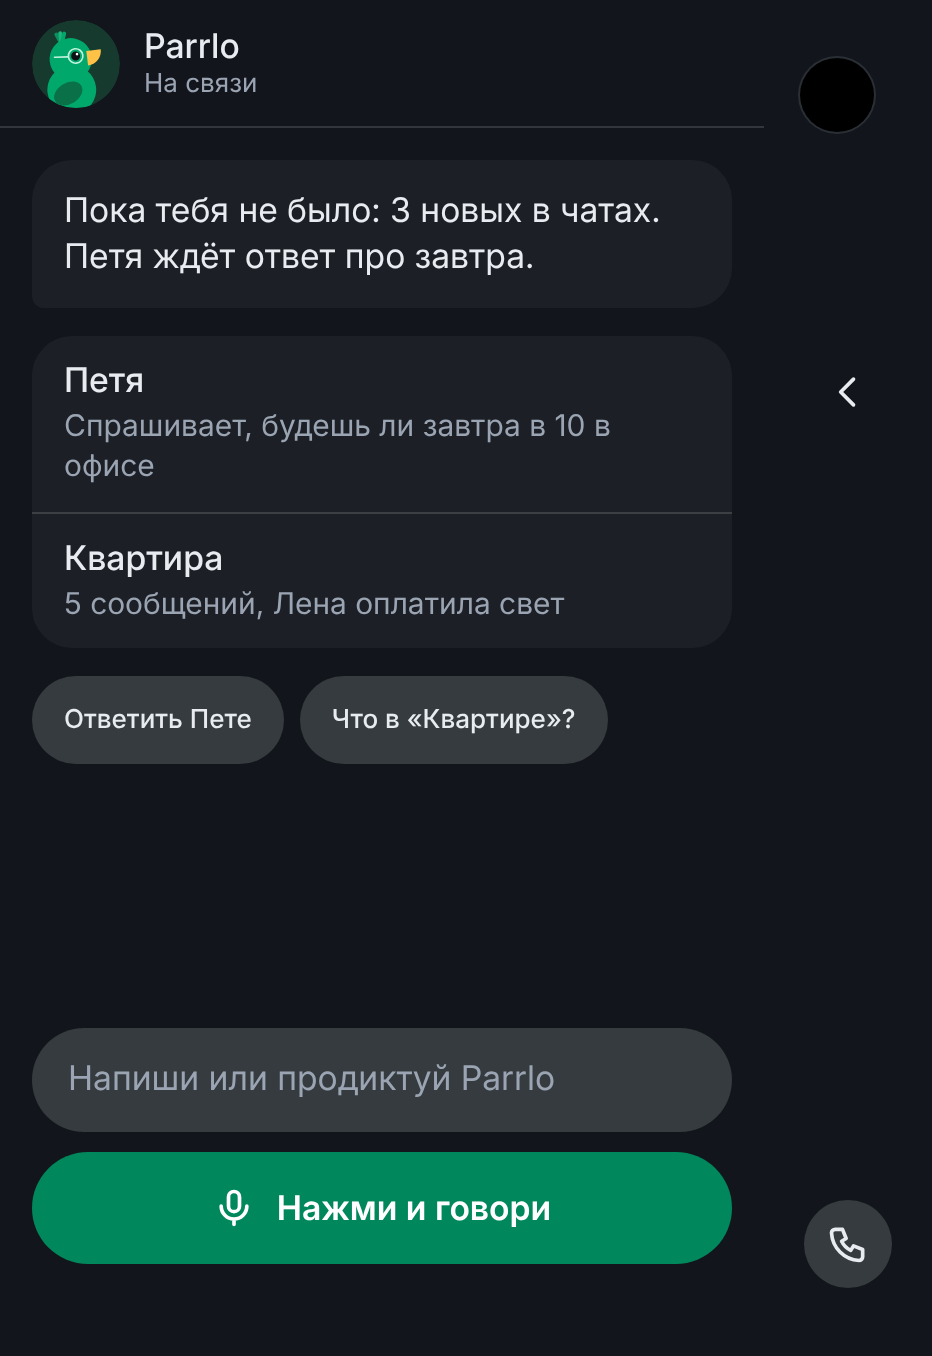 Parrlo
На связи
Пока тебя не было: 3 новых в чатах.
Петя ждёт ответ про завтра.
Петя
Спрашивает, будешь ли завтра в 10 в
офисе
Квартира
5 сообщений, Лена оплатила свет
Ответить Пете
Что в «Квартире»?
Напиши или продиктуй Parrlo
Нажми и говори